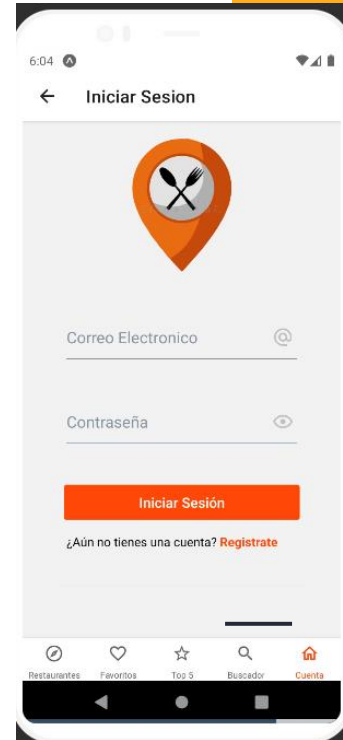 6:04
Iniciar Sesion
Correo Electronico
Contraseña
Iniciar Sesión
¿Aún no tienes una cuenta? Registrate
Restaurantes Favoritos Top 5 Buscador Cuenta